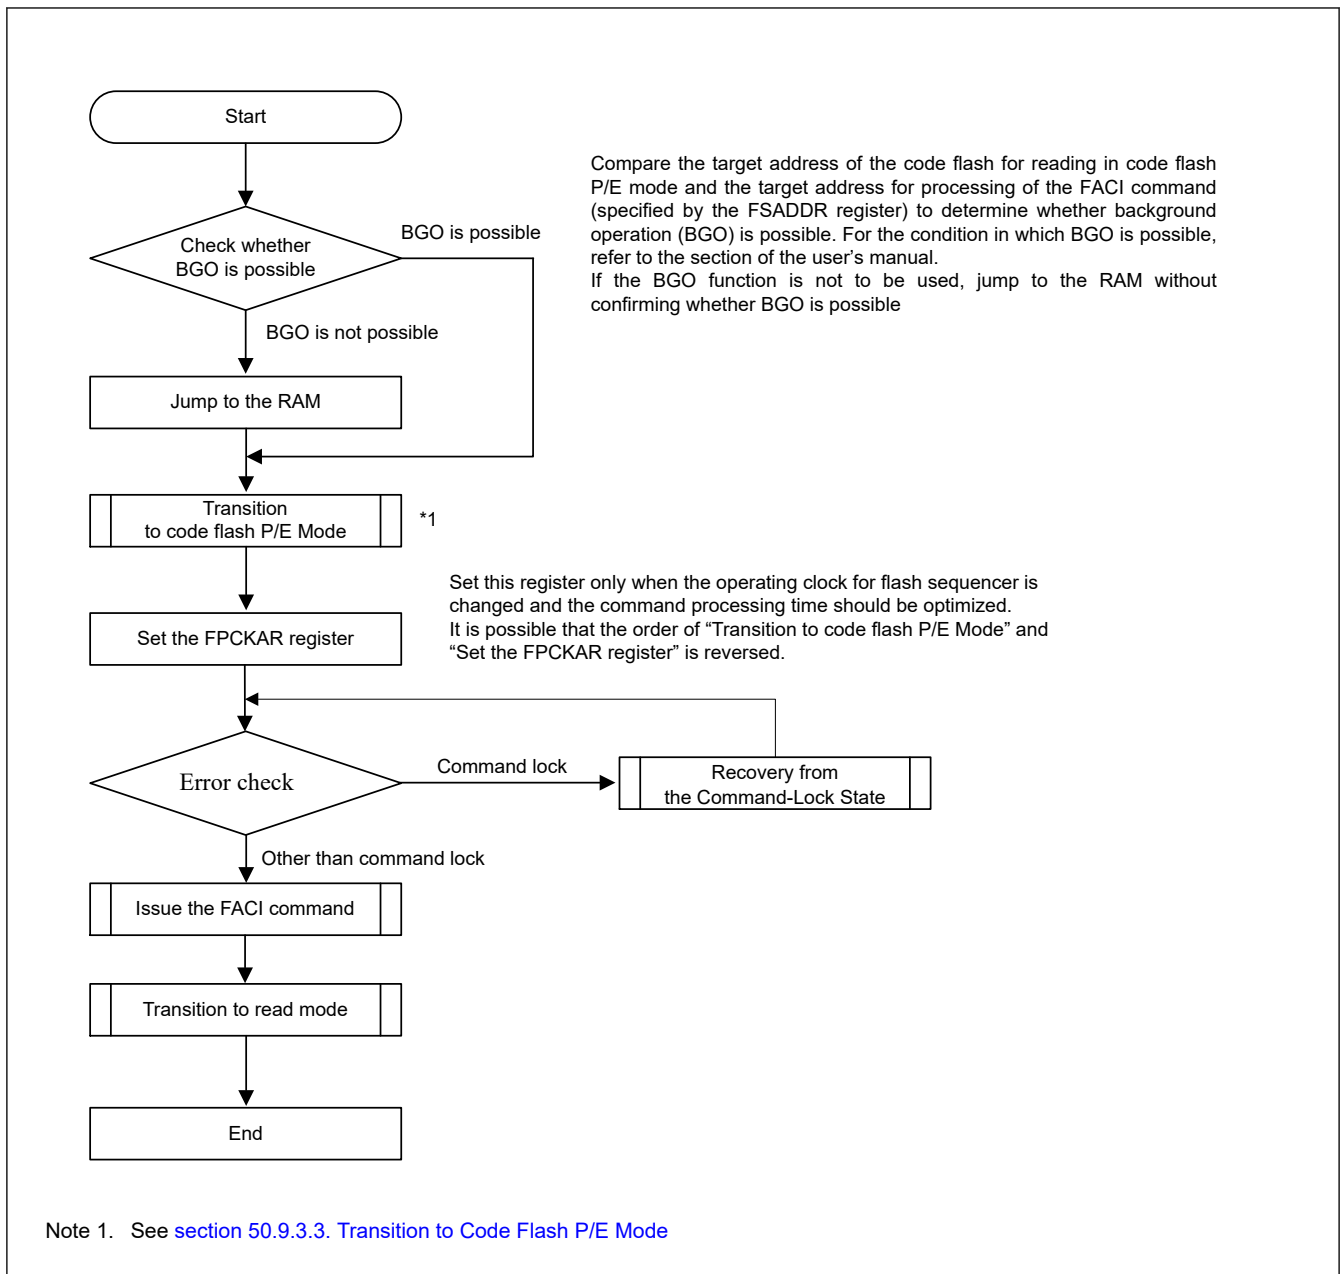 Start
Compare the target address of the code flash for reading in code flash
P/E mode and the target address for processing of the FACI command
(specified by the FSADDR register) to determine whether background
operation (BGO) is possible. For the condition in which BGO is possible,
refer to the section of the user's manual.
If the BGO function is not to be used, jump to the RAM without
confirming whether BGO is possible
Check whether
BGO is possible
BGO is possible
BGO is not possible
Jump to the RAM
Transition
to code flash P/E Mode
*1
Set this register only when the operating clock for flash sequencer is
changed and the command processing time should be optimized.
It is possible that the order of “Transition to code flash P/E Mode” and
“Set the FPCKAR register” is reversed.
Set the FPCKAR register
Error check
Command lock
Recovery from
the Command-Lock State
Other than command lock
Issue the FACI command
Transition to read mode
End
Note 1. See section 50.9.3.3. Transition to Code Flash P/E Mode